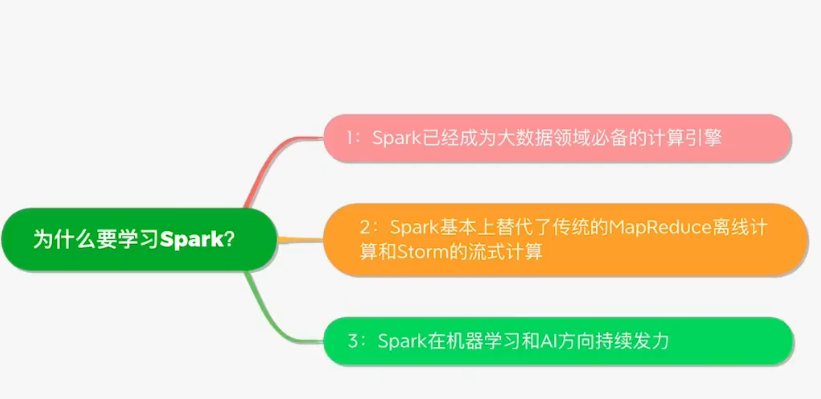 1：Spark已经成为大数据领域必备的计算引擎
为什么要学习Spark？
2：Spark基本上替代了传统的MapReduce离线计
算和Storm的流式计算
3：Spark在机器学习和AI方向持续发力